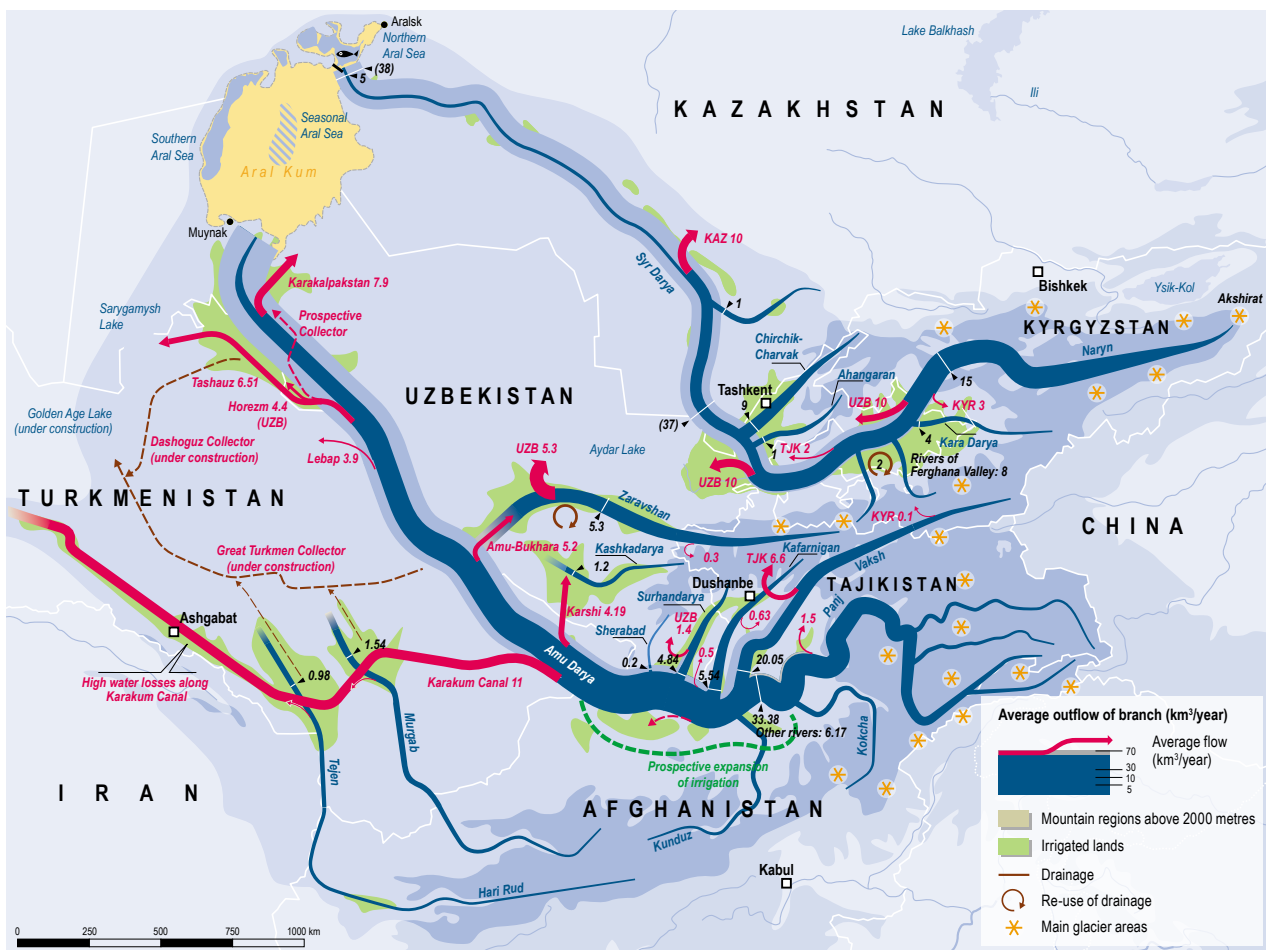 Aralsk
Northern
Aral Sea
(38)
5
Lake Balkhash
Ili
KAZAKHSTAN
Seasonal
Aral Sea
Southern
Aral Sea
Aral Kum
Muynak
KAZ 10
Syr Darya
1
Bishkek
Ysik-Kol
Akshirat
KYRGYZSTAN
Naryn
Karakalpakstan 7.9
Prospective
Collector
Sarygamysh
Lake
Chirchik-
Charvak
Ahangaran
15
Tashkent
9
UZB 10
KYR 3
Tashauz 6.51
UZBEKISTAN
Horezm 4.4
(UZB)
Golden Age Lake
(under construction)
(37)
1
TJK 2
4
Kara Darya
Dashoguz Collector
(under construction)
Lebap 3.9
UZB 5.3
Aydar Lake
2
Rivers of
Ferghana Valley: 8
UZB 10
TURKMENISTAN
Zaravshan
KYR 0.1
CHINA
5.3
Amu-Bukhara 5.2
Kashkadarya
1.2
0.3
TJK 6.6
Kafarnigan
Vaksh
Great Turkmen Collector
(under construction)
Dushanbe
TAJIKISTAN
Surhandarya
Panj
Karshi 4.19
UZB
1.4
0.63
1.5
Ashgabat
Sherabad
1.54
0.2
4.84
0.5
20.05
Amu Darya
5.54
0.98
High water losses along
Karakum Canal
Karakum Canal 11
33.38
Other rivers: 6.17
Murgab
Kokcha
Tejen
Prospective expansion
of irrigation
IRAN
AFGHANISTAN
Kunduz
Kabul
Hari Rud
Average outflow of branch (km³/year)
Average flow
(km³/year)
70
30
10
5
Mountain regions above 2000 metres
Irrigated lands
Drainage
Re-use of drainage
Main glacier areas
0 250 500 750 1000 km